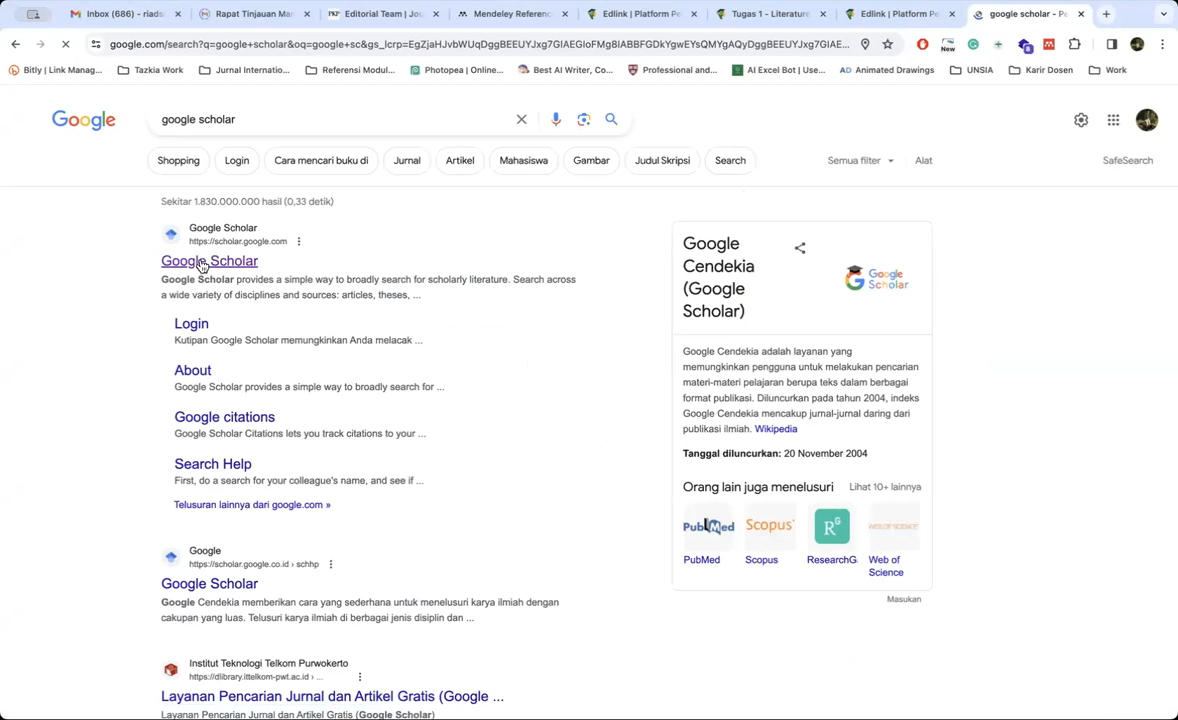 Inbox (686) - riads
Rapat Tinjauan Mar
Editorial Team | Jou
Mendeley Referenc
Edlink | Platform Pe
Tugas 1 - Literature
Edlink | Platform Pe
google scholar - Pe
google.com/search?q=google+scholar&oq=google+sc&gs_lcrp=EgZjaHJvbWUqDggBEEUYJxg7GIAEGIoFMg8IABBFGDkYgwEYsQMYgAQyDggBEEUYJxg7GIAE...
New
Bitly | Link Manag...
Tazkia Work
Jurnal Internatio...
Referensi Modul...
Photopea | Online...
Best AI Writer, Co...
Professional and...
AI Excel Bot | Use...
AD Animated Drawings
UNSIA
Karir Dosen
Work
Google
google scholar
Shopping
Login
Cara mencari buku di
Jurnal
Artikel
Mahasiswa
Gambar
Judul Skripsi
Search
Semua filter
Alat
SafeSearch
Sekitar 1.830.000.000 hasil (0,33 detik)
Google Scholar
https://scholar.google.com
Google Scholar
Google Scholar provides a simple way to broadly search for scholarly literature. Search across
a wide variety of disciplines and sources: articles, theses, ...
Login
Kutipan Google Scholar memungkinkan Anda melacak ...
About
Google Scholar provides a simple way to broadly search for ...
Google citations
Google Scholar Citations lets you track citations to your ...
Search Help
First, do a search for your colleague's name, and see if ...
Telusuran lainnya dari google.com »
Google
https://scholar.google.co.id › schhp
Google Scholar
Google Cendekia memberikan cara yang sederhana untuk menelusuri karya ilmiah dengan
cakupan yang luas. Telusuri karya ilmiah di berbagai jenis disiplin dan ...
Institut Teknologi Telkom Purwokerto
https://dlibrary.ittelkom-pwt.ac.id › ...
Layanan Pencarian Jurnal dan Artikel Gratis (Google ...
Layanan Pencarian Jurnal dan Artikel Gratis (Google Scholar)
Google
Cendekia
(Google
Scholar)
Google
Scholar
Google Cendekia adalah layanan yang
memungkinkan pengguna untuk melakukan pencarian
materi-materi pelajaran berupa teks dalam berbagai
format publikasi. Diluncurkan pada tahun 2004, indeks
Google Cendekia mencakup jurnal-jurnal daring dari
publikasi ilmiah. Wikipedia
Tanggal diluncurkan: 20 November 2004
Orang lain juga menelusuri
Lihat 10+ lainnya
PubMed
Scopus
RG
WEB OF SCIENCE
PubMed
Scopus
ResearchG
Web of
Science
Masukan